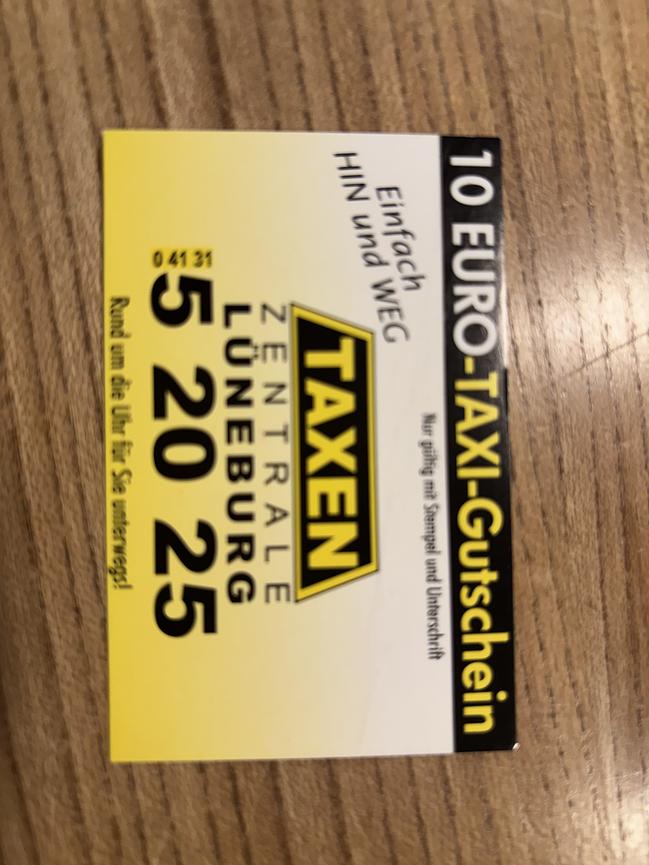 10 EURO-TAXI-Gutschein
Nur gültig mit Stempel und Unterschrift
Einfach
HIN und WEG
TAXEN
ZENTRALE
LÜNEBURG
0 41 31
5 20 25
Rund um die Uhr für Sie unterwegs!